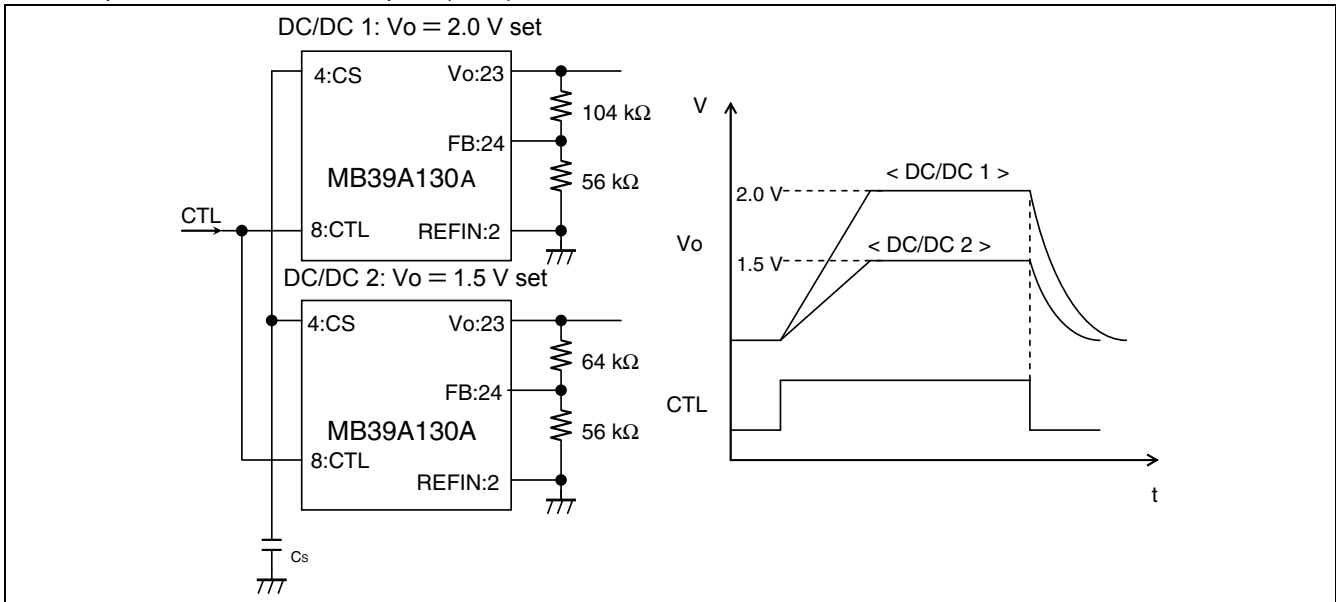 DC/DC 1: Vo = 2.0 V set
4:CS
Vo:23
104 kΩ
FB:24
MB39A130A
56 kΩ
CTL
8:CTL
REFIN:2
DC/DC 2: Vo = 1.5 V set
4:CS
Vo:23
64 kΩ
FB:24
MB39A130A
56 kΩ
8:CTL
REFIN:2
Cs
V
< DC/DC 1 >
2.0 V
Vo
< DC/DC 2 >
1.5 V
CTL
t